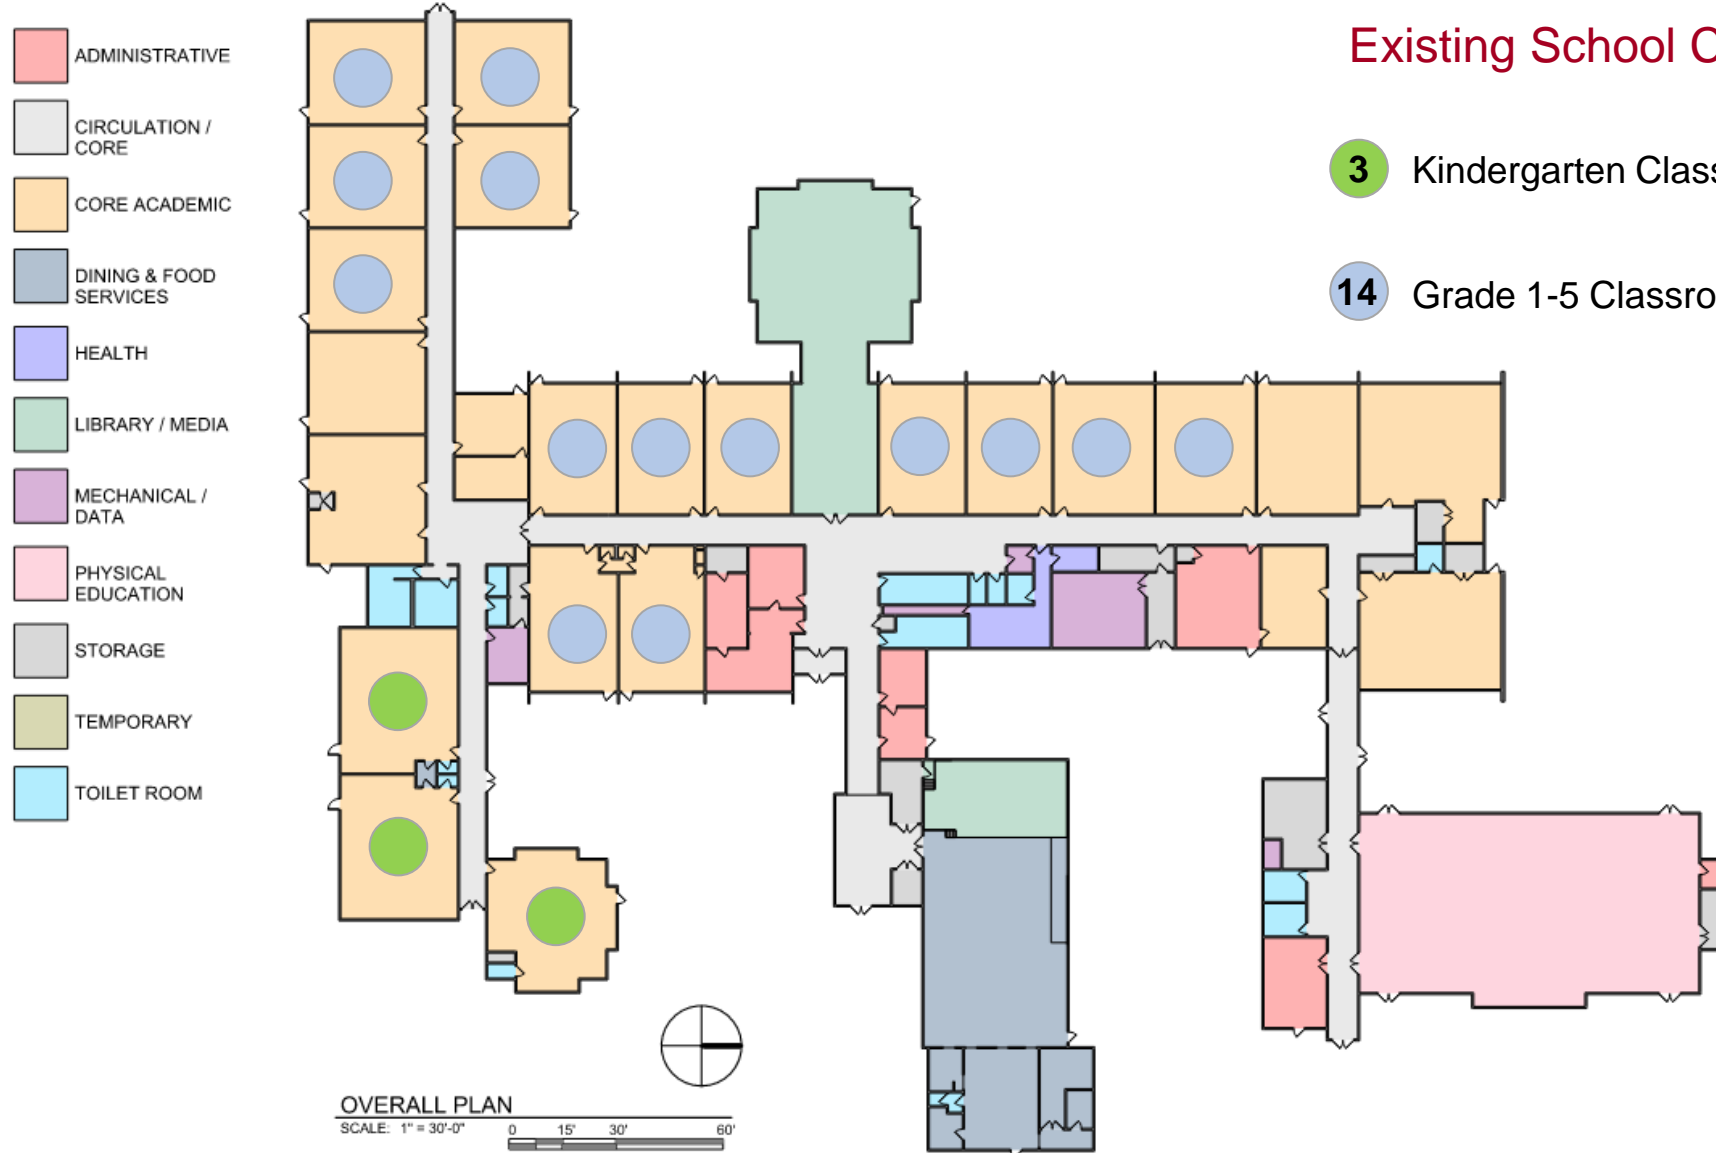 Existing School C
ADMINISTRATIVE
CIRCULATION /
CORE
CORE ACADEMIC
DINING & FOOD
SERVICES
HEALTH
LIBRARY / MEDIA
MECHANICAL /
DATA
PHYSICAL
EDUCATION
STORAGE
TEMPORARY
TOILET ROOM
3 Kindergarten Class
14 Grade 1-5 Classro
OVERALL PLAN
SCALE: 1" = 30'-0"
0 15' 30' 60'